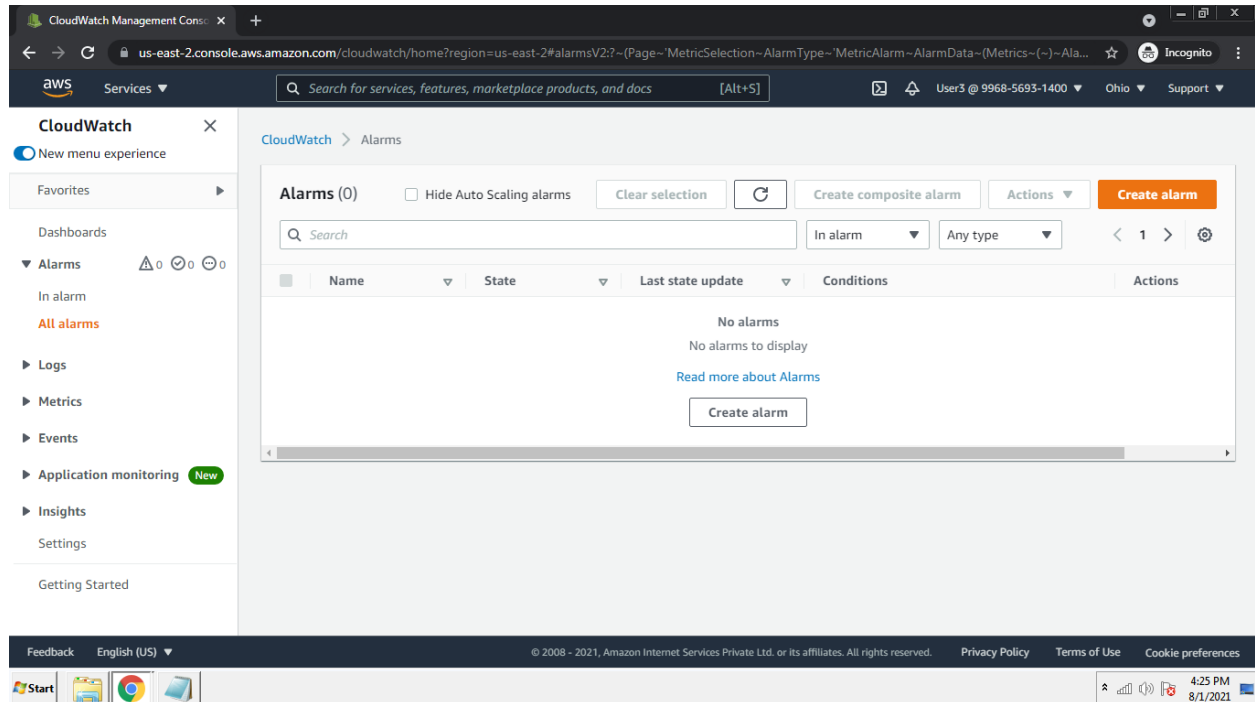 CloudWatch Management Conso
us-east-2.console.aws.amazon.com/cloudwatch/home?region=us-east-2#alarmsV2:?~(Page~'MetricSelection~AlarmType~'MetricAlarm~AlarmData~(Metrics~(~)~Ala...
Incognito
aws
Services
Search for services, features, marketplace products, and docs [Alt+S]
User3 @ 9968-5693-1400
Ohio
Support
CloudWatch
New menu experience
Favorites
Dashboards
Alarms 0 0 0
In alarm
All alarms
Logs
Metrics
Events
Application monitoring New
Insights
Settings
Getting Started
CloudWatch > Alarms
Alarms (0)
Hide Auto Scaling alarms
Clear selection
Create composite alarm
Actions
Create alarm
Search
In alarm
Any type
1
Name State Last state update Conditions Actions
No alarms
No alarms to display
Read more about Alarms
Create alarm
Feedback English (US)
© 2008 - 2021, Amazon Internet Services Private Ltd. or its affiliates. All rights reserved.
Privacy Policy Terms of Use Cookie preferences
Start
4:25 PM
8/1/2021